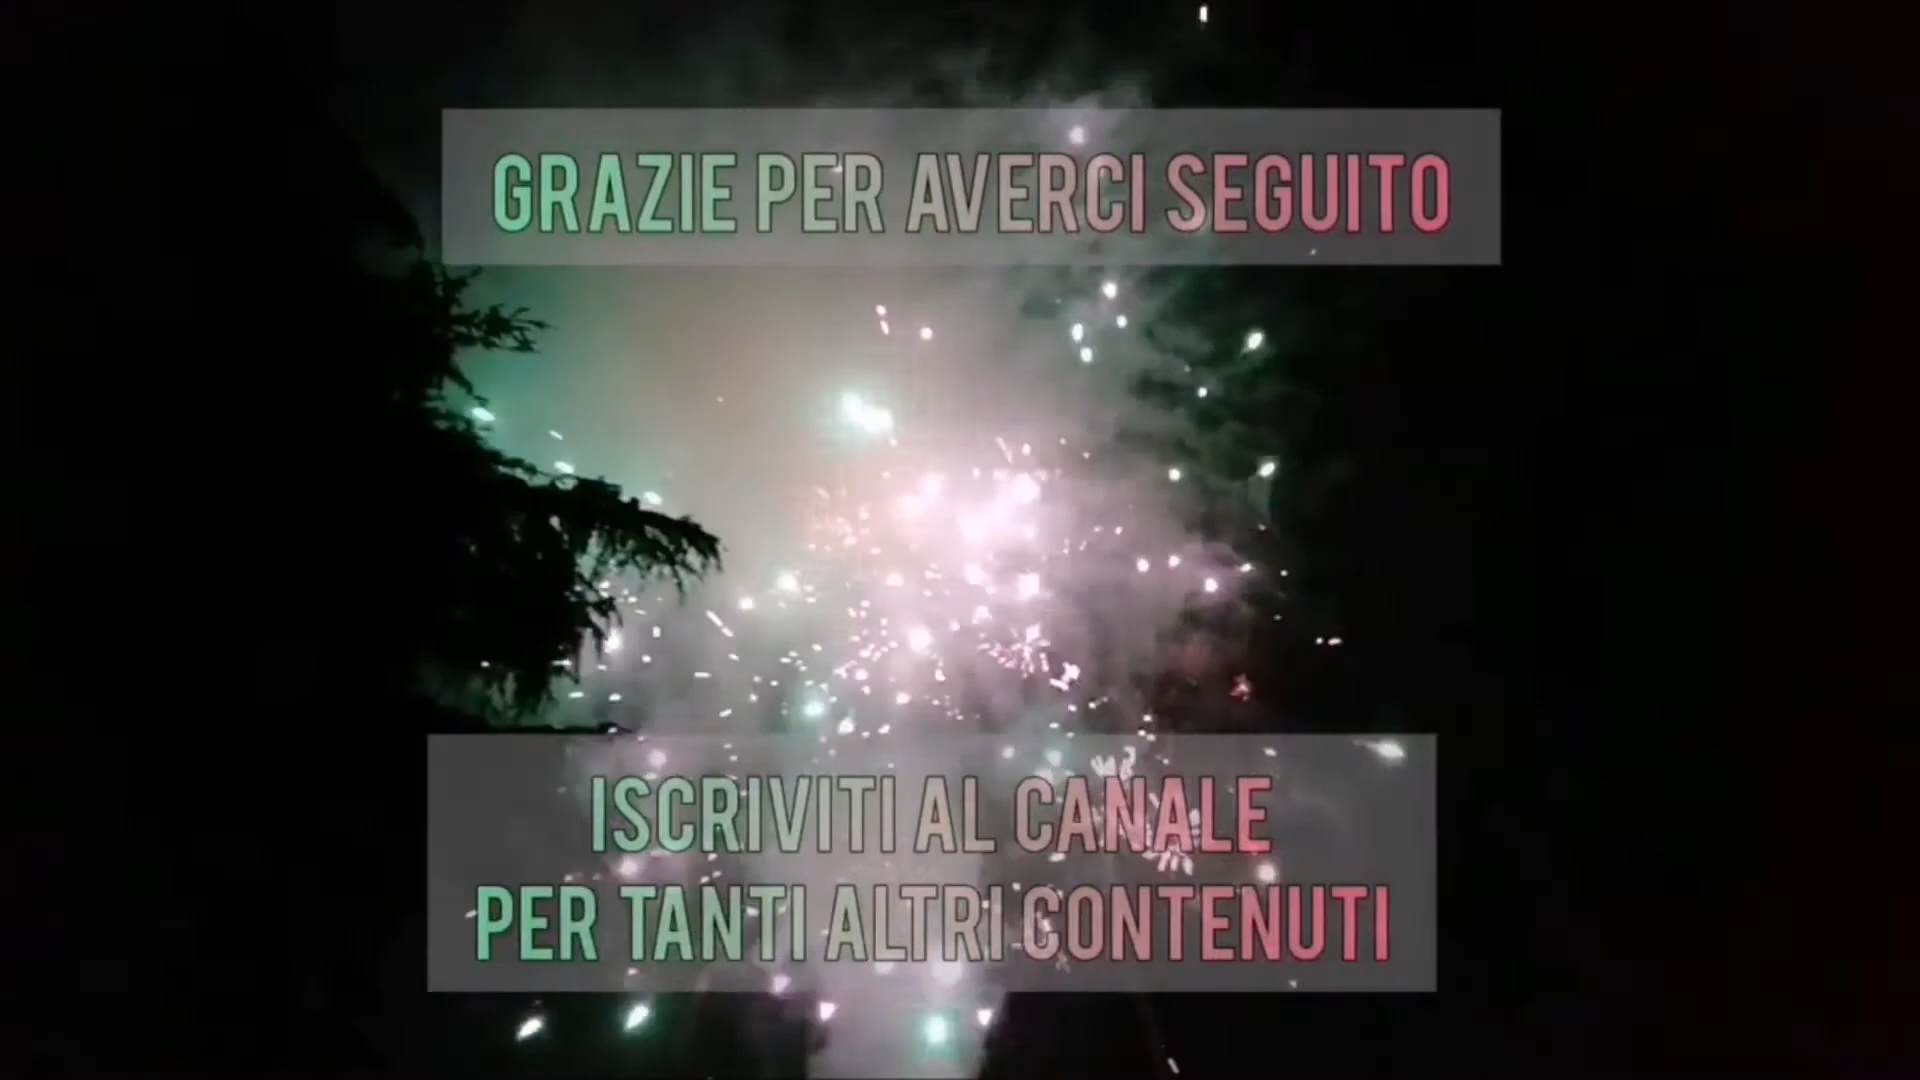 GRAZIE PER AVERCI SEGUITO
ISCRIVITI AL CANALE
PER TANTI ALTRI CONTENUTI